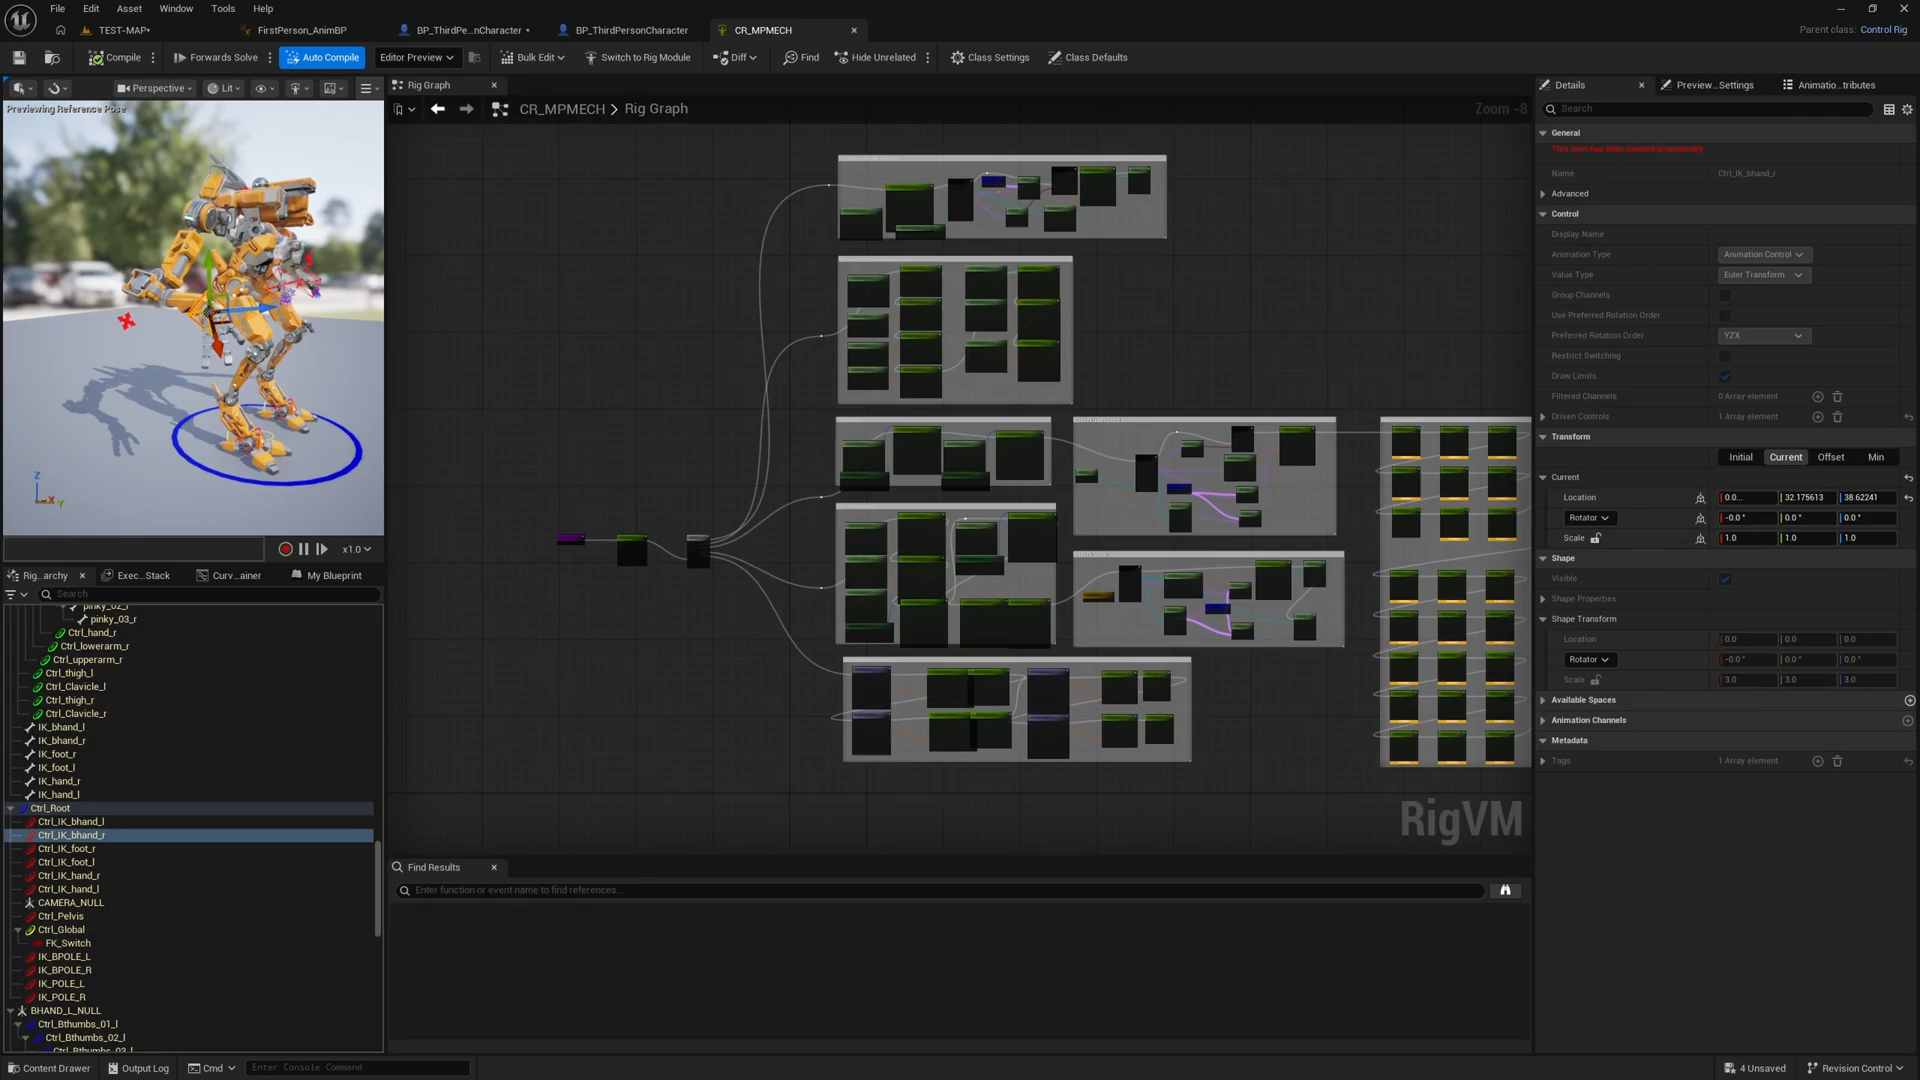 File Edit Asset Window Tools Help
TEST-MAP* FirstPerson_AnimBP BP_ThirdPe...nCharacter * BP_ThirdPersonCharacter CR_MPMECH Parent class: Control Rig
Compile Forwards Solve Auto Compile Editor Preview Bulk Edit Switch to Rig Module Diff Find Hide Unrelated Class Settings Class Defaults
Perspective Lit
Previewing Reference Pose
x1.0
Rig...archy Exec...Stack Curv...ainer My Blueprint
Search
pinky_02_r
pinky_03_r
Ctrl_hand_r
Ctrl_lowerarm_r
Ctrl_upperarm_r
Ctrl_thigh_l
Ctrl_Clavicle_l
Ctrl_thigh_r
Ctrl_Clavicle_r
IK_bhand_l
IK_bhand_r
IK_foot_r
IK_foot_l
IK_hand_r
IK_hand_l
Ctrl_Root
Ctrl_IK_bhand_l
Ctrl_IK_bhand_r
Ctrl_IK_foot_r
Ctrl_IK_foot_l
Ctrl_IK_hand_r
Ctrl_IK_hand_l
CAMERA_NULL
Ctrl_Pelvis
Ctrl_Global
FK_Switch
IK_BPOLE_L
IK_BPOLE_R
IK_POLE_L
IK_POLE_R
BHAND_L_NULL
Ctrl_Bthumbs_01_l
Ctrl_Bthumbs_02_l
Ctrl_Bthumbs_03_l
Rig Graph
CR_MPMECH > Rig Graph Zoom -8
RigVM
Find Results
Enter function or event name to find references...
Details Preview...Settings Animatio...tributes
Search
General
Name Ctrl_IK_bhand_r
Advanced
Control
Display Name
Animation Type Animation Control
Value Type Euler Transform
Group Channels
Use Preferred Rotation Order
Preferred Rotation Order YZX
Restrict Switching
Draw Limits
Filtered Channels 0 Array element
Driven Controls 1 Array element
Transform
Initial Current Offset Min
Current
Location 0.0... 32.175613 38.62241
Rotator -0.0 ° 0.0 ° 0.0 °
Scale 1.0 1.0 1.0
Shape
Visible
Shape Properties
Shape Transform
Location 0.0 0.0 0.0
Rotator -0.0 ° 0.0 ° 0.0 °
Scale 3.0 3.0 3.0
Available Spaces
Animation Channels
Metadata
Tags 1 Array element
Content Drawer Output Log Cmd Enter Console Command 4 Unsaved Revision Control